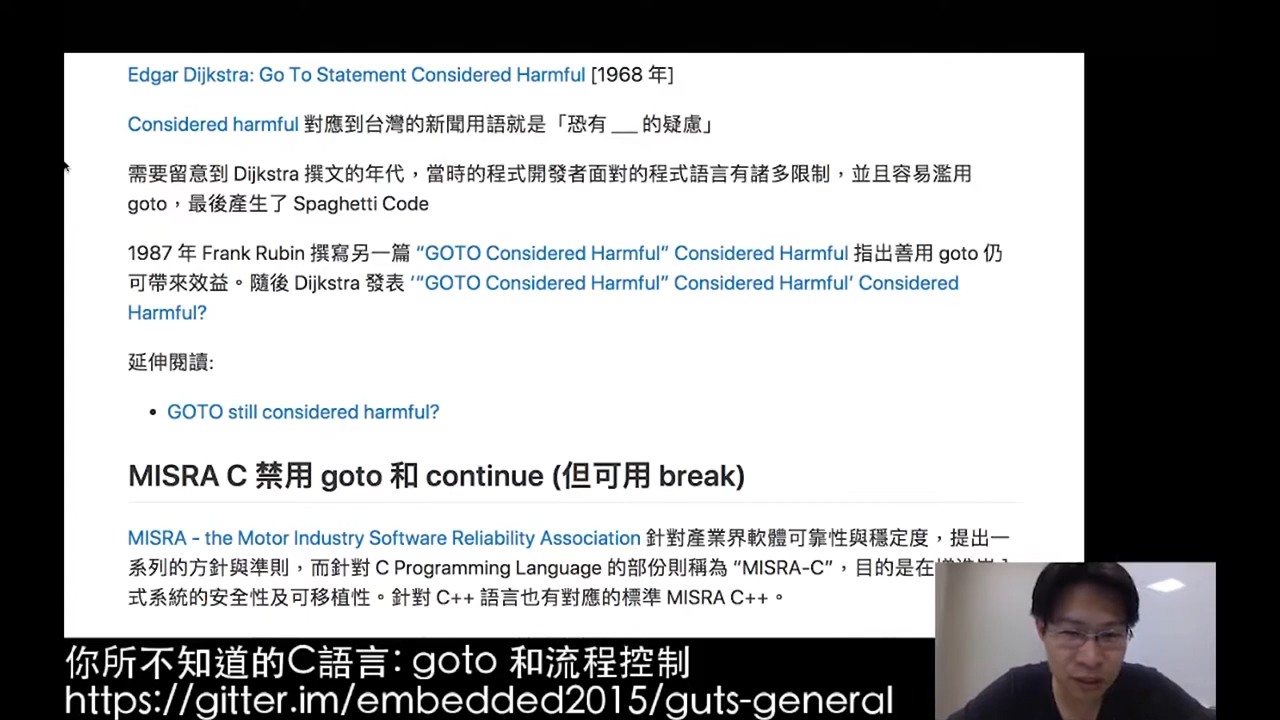 Edgar Dijkstra: Go To Statement Considered Harmful [1968 年]
Considered harmful 對應到台灣的新聞用語就是「恐有 ___ 的疑慮」
需要留意到 Dijkstra 撰文的年代，當時的程式開發者面對的程式語言有諸多限制，並且容易濫用
goto，最後產生了 Spaghetti Code
1987 年 Frank Rubin 撰寫另一篇 “GOTO Considered Harmful” Considered Harmful 指出善用 goto 仍
可帶來效益。隨後 Dijkstra 發表 ‘“GOTO Considered Harmful” Considered Harmful’ Considered
Harmful?
延伸閱讀:
• GOTO still considered harmful?
MISRA C 禁用 goto 和 continue (但可用 break)
MISRA - the Motor Industry Software Reliability Association 針對產業界軟體可靠性與穩定度，提出一
系列的方針與準則，而針對 C Programming Language 的部份則稱為 “MISRA-C”，目的是在
式系統的安全性及可移植性。針對 C++ 語言也有對應的標準 MISRA C++。
你所不知道的C語言: goto 和流程控制
https://gitter.im/embedded2015/guts-general